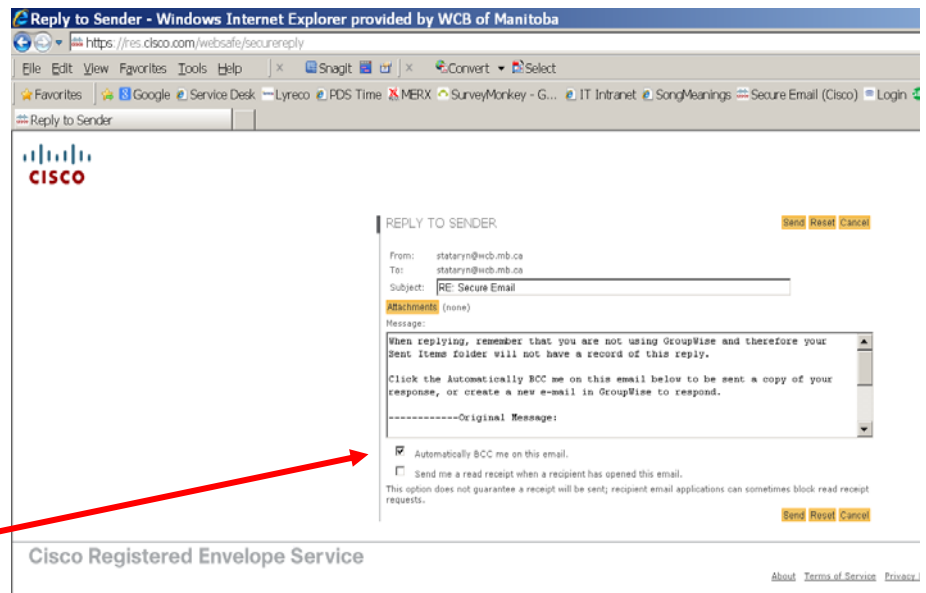 Reply to Sender - Windows Internet Explorer provided by WCB of Manitoba
https://res.cisco.com/websafe/securereply
File Edit View Favorites Tools Help × Snagit × Convert Select
Favorites Google Service Desk Lyreco PDS Time MERX SurveyMonkey - G... IT Intranet SongMeanings Secure Email (Cisco) Login
Reply to Sender
CISCO
REPLY TO SENDER Send Reset Cancel
From: stataryn@wcb.mb.ca
To: stataryn@wcb.mb.ca
Subject: RE: Secure Email
Attachments (none)
Message:
When replying, remember that you are not using GroupWise and therefore your
Sent Items folder will not have a record of this reply.
Click the Automatically BCC me on this email below to be sent a copy of your
response, or create a new e-mail in GroupWise to respond.
------------Original Message:
Automatically BCC me on this email.
Send me a read receipt when a recipient has opened this email.
This option does not guarantee a receipt will be sent; recipient email applications can sometimes block read receipt
requests.
Send Reset Cancel
Cisco Registered Envelope Service
About Terms of Service Privacy